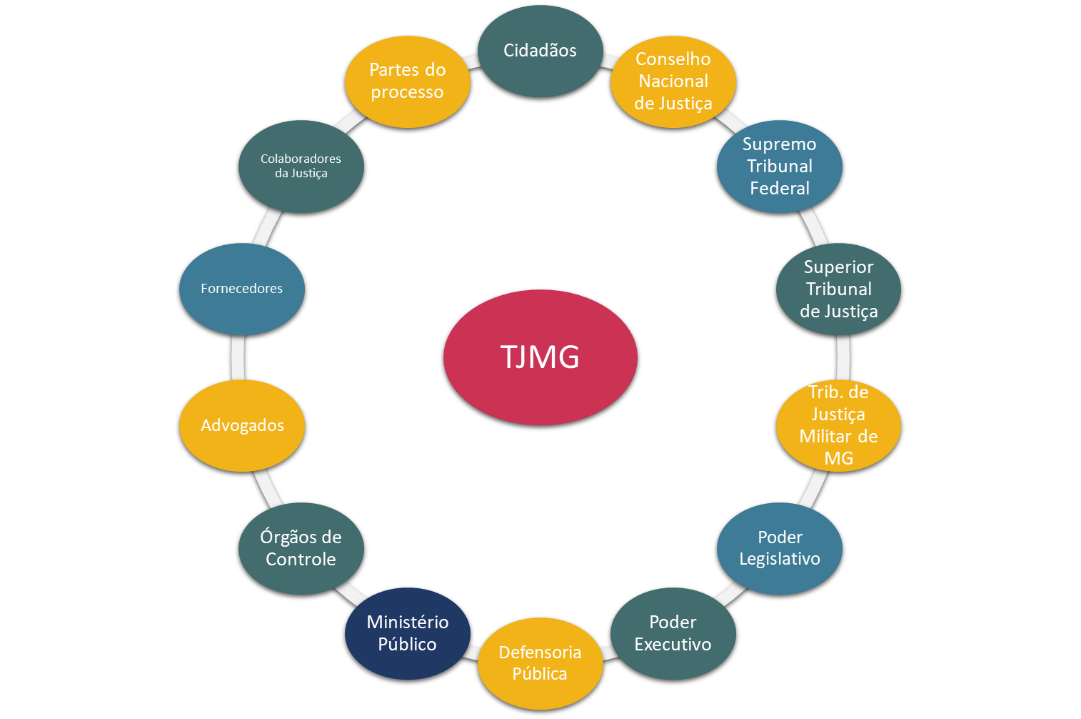 Cidadãos
Conselho
Nacional
de Justiça
Supremo
Tribunal
Federal
Superior
Tribunal
de Justiça
Trib. de
Justiça
Militar de
MG
Poder
Legislativo
Poder
Executivo
Defensoria
Pública
Ministério
Público
Órgãos de
Controle
Advogados
Fornecedores
Colaboradores
da Justiça
Partes do
processo
TJMG